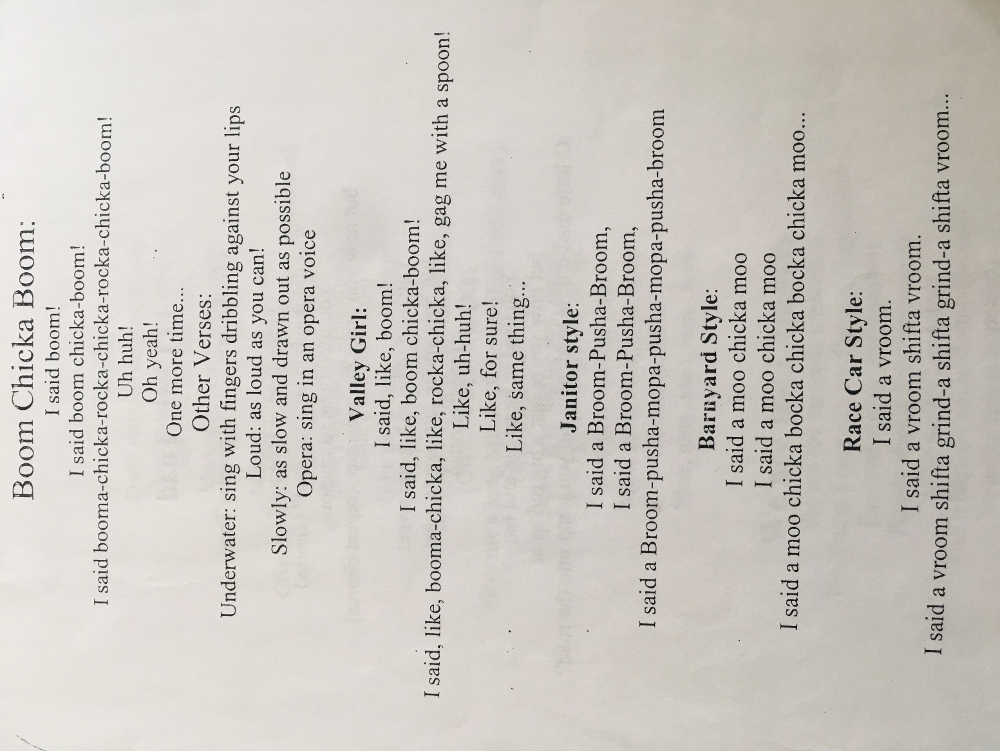 Boom Chicka Boom:
I said boom!
I said boom chicka-boom!
I said booma-chicka-rocka-chicka-rocka-chicka-boom!
Uh huh!
Oh yeah!
One more time...
Other Verses:
Underwater: sing with fingers dribbling against your lips
Loud: as loud as you can!
Slowly: as slow and drawn out as possible
Opera: sing in an opera voice
Valley Girl:
I said, like, boom!
I said, like, boom chicka-boom!
I said, like, booma-chicka, like, rocka-chicka, like, gag me with a spoon!
Like, uh-huh!
Like, for sure!
Like, same thing...
Janitor style:
I said a Broom-Pusha-Broom,
I said a Broom-Pusha-Broom,
I said a Broom-pusha-mopa-pusha-mopa-pusha-broom
Barnyard Style:
I said a moo chicka moo
I said a moo chicka moo
I said a moo chicka bocka chicka bocka chicka moo...
Race Car Style:
I said a vroom.
I said a vroom shifta vroom.
I said a vroom shifta grind-a shifta grind-a shifta vroom...